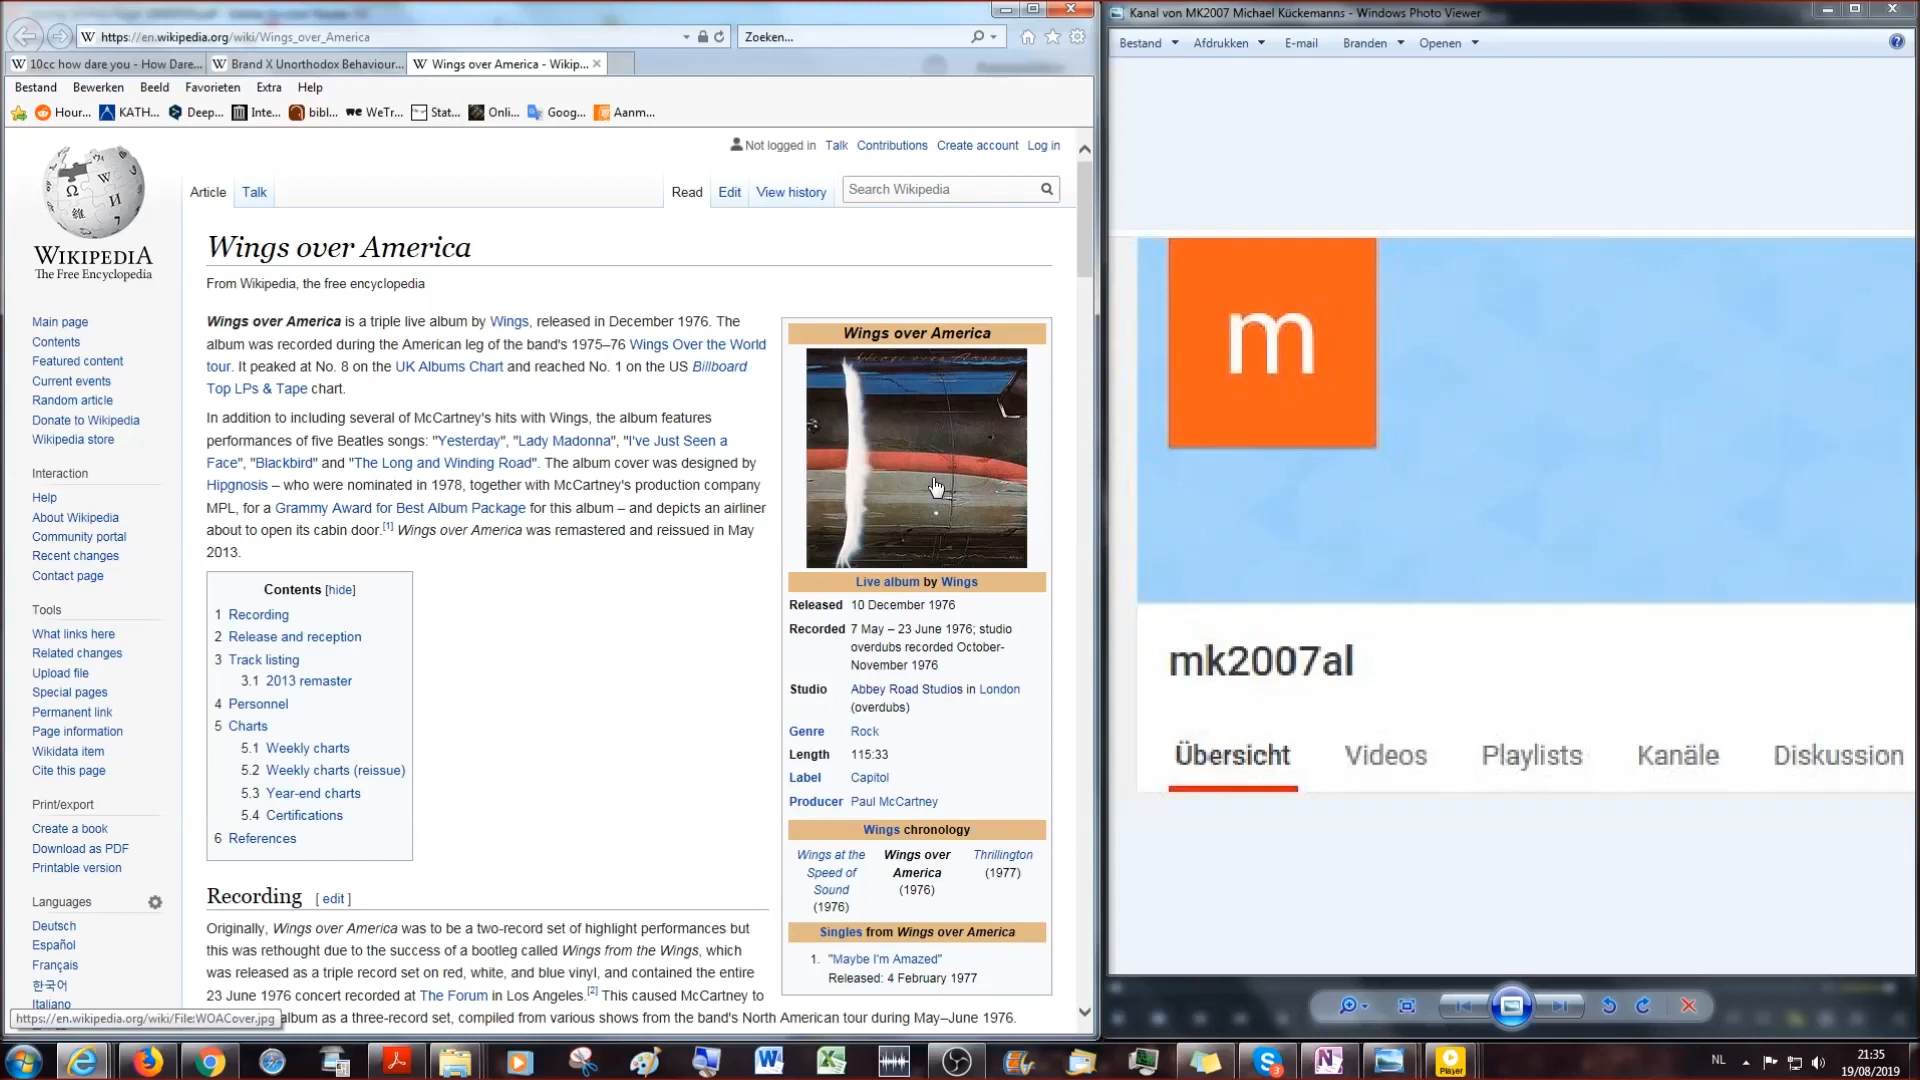 https://en.wikipedia.org/wiki/Wings_over_America
Zoeken...
10cc how dare you - How Dare...
Brand X Unorthodox Behaviour...
Wings over America - Wikip...
Bestand Bewerken Beeld Favorieten Extra Help
Hour... KATH... Deep... Inte... bibl... WeTr... Stat... Onli... Goog... Aanm...
Not logged in Talk Contributions Create account Log in
Article Talk Read Edit View history Search Wikipedia
WIKIPEDIA
The Free Encyclopedia
Main page
Contents
Featured content
Current events
Random article
Donate to Wikipedia
Wikipedia store
Interaction
Help
About Wikipedia
Community portal
Recent changes
Contact page
Tools
What links here
Related changes
Upload file
Special pages
Permanent link
Page information
Wikidata item
Cite this page
Print/export
Create a book
Download as PDF
Printable version
Languages
Deutsch
Español
Français
한국어
Italiano
https://en.wikipedia.org/wiki/File:WOACover.jpg
Wings over America
From Wikipedia, the free encyclopedia
Wings over America is a triple live album by Wings, released in December 1976. The
album was recorded during the American leg of the band's 1975–76 Wings Over the World
tour. It peaked at No. 8 on the UK Albums Chart and reached No. 1 on the US Billboard
Top LPs & Tape chart.
In addition to including several of McCartney's hits with Wings, the album features
performances of five Beatles songs: "Yesterday", "Lady Madonna", "I've Just Seen a
Face", "Blackbird" and "The Long and Winding Road". The album cover was designed by
Hipgnosis – who were nominated in 1978, together with McCartney's production company
MPL, for a Grammy Award for Best Album Package for this album – and depicts an airliner
about to open its cabin door.[1] Wings over America was remastered and reissued in May
2013.
Contents [hide]
1 Recording
2 Release and reception
3 Track listing
3.1 2013 remaster
4 Personnel
5 Charts
5.1 Weekly charts
5.2 Weekly charts (reissue)
5.3 Year-end charts
5.4 Certifications
6 References
Recording [ edit ]
Originally, Wings over America was to be a two-record set of highlight performances but
this was rethought due to the success of a bootleg called Wings from the Wings, which
was released as a triple record set on red, white, and blue vinyl, and contained the entire
23 June 1976 concert recorded at The Forum in Los Angeles.[2] This caused McCartney to
album as a three-record set, compiled from various shows from the band's North American tour during May–June 1976.
Wings over America
Live album by Wings
Released 10 December 1976
Recorded 7 May – 23 June 1976; studio
overdubs recorded October-
November 1976
Studio Abbey Road Studios in London
(overdubs)
Genre Rock
Length 115:33
Label Capitol
Producer Paul McCartney
Wings chronology
Wings at the
Speed of
Sound
(1976)
Wings over
America
(1976)
Thrillington
(1977)
Singles from Wings over America
1. "Maybe I'm Amazed"
Released: 4 February 1977
Kanal von MK2007 Michael Kückemanns - Windows Photo Viewer
Bestand Afdrukken E-mail Branden Openen
m
mk2007al
Übersicht Videos Playlists Kanäle Diskussion
Player
NL
21:35
19/08/2019